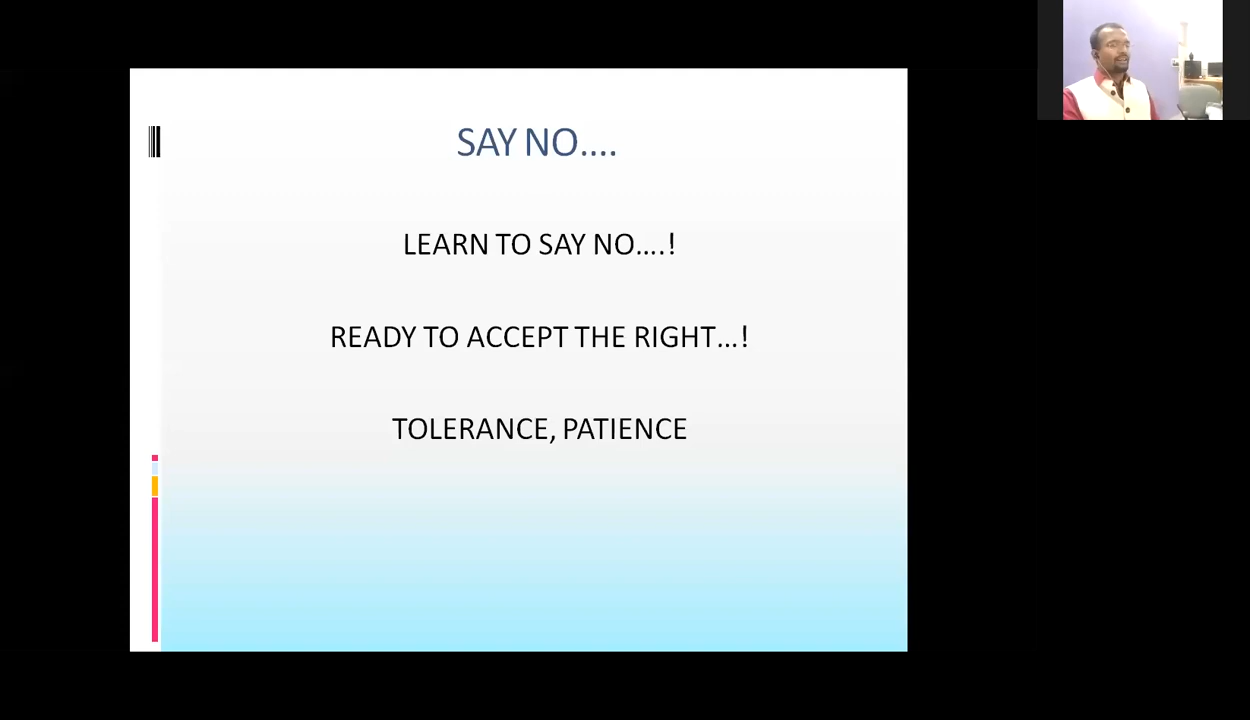 SAY NO....
LEARN TO SAY NO....!
READY TO ACCEPT THE RIGHT...!
TOLERANCE, PATIENCE